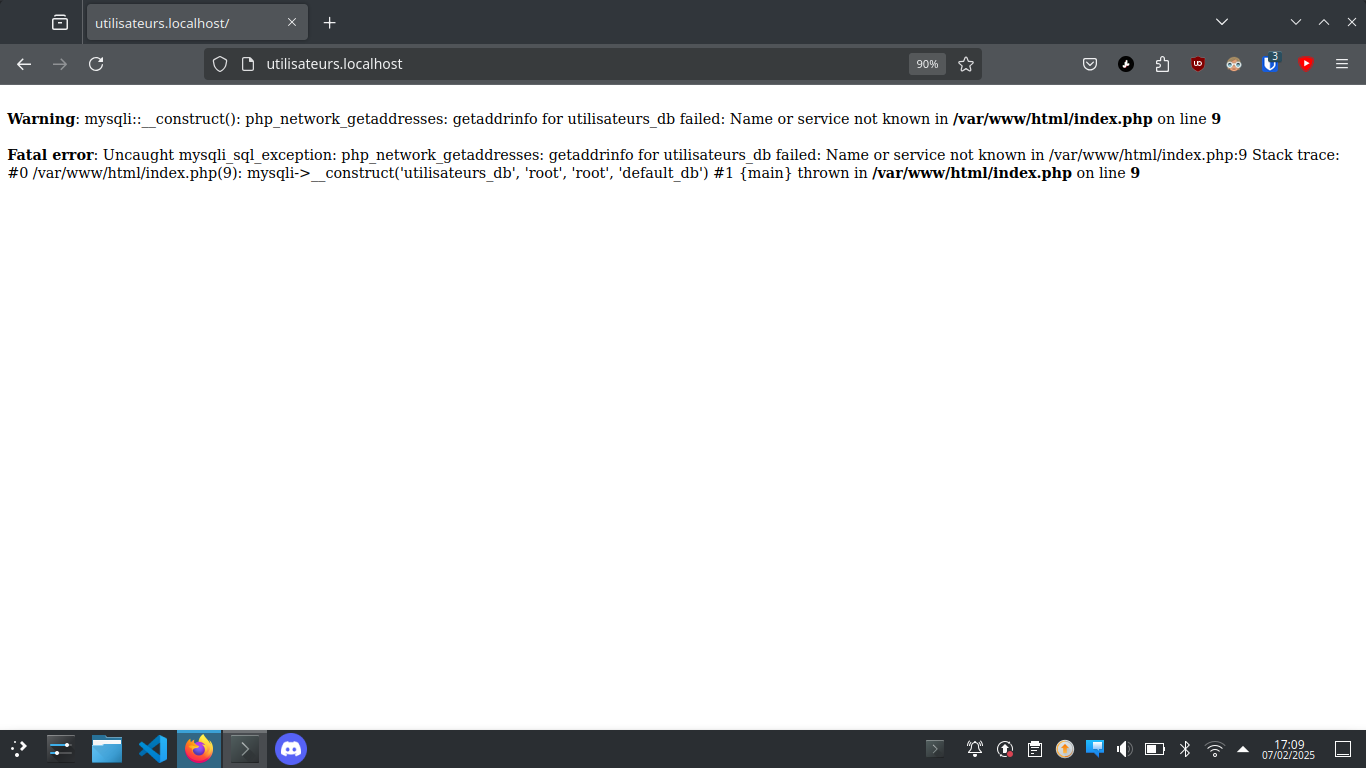 utilisateurs.localhost/
utilisateurs.localhost
90%
3
Warning: mysqli::__construct(): php_network_getaddresses: getaddrinfo for utilisateurs_db failed: Name or service not known in /var/www/html/index.php on line 9
Fatal error: Uncaught mysqli_sql_exception: php_network_getaddresses: getaddrinfo for utilisateurs_db failed: Name or service not known in /var/www/html/index.php:9 Stack trace:
#0 /var/www/html/index.php(9): mysqli->__construct('utilisateurs_db', 'root', 'root', 'default_db') #1 {main} thrown in /var/www/html/index.php on line 9
17:09
07/02/2025